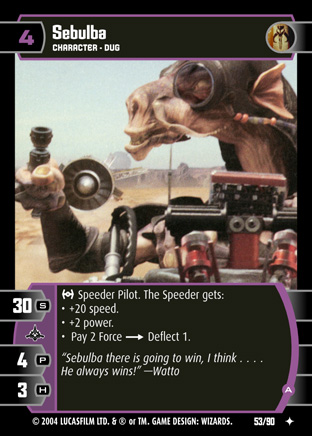 4
Sebulba
CHARACTER • DUG
30 S
4 P
3 H
Speeder Pilot. The Speeder gets:
• +20 speed.
• +2 power.
• Pay 2 Force → Deflect 1.
“Sebulba there is going to win, I think . . . .
He always wins!” —Watto
A
© 2004 LUCASFILM LTD. & ® or TM. GAME DESIGN: WIZARDS. 53/90